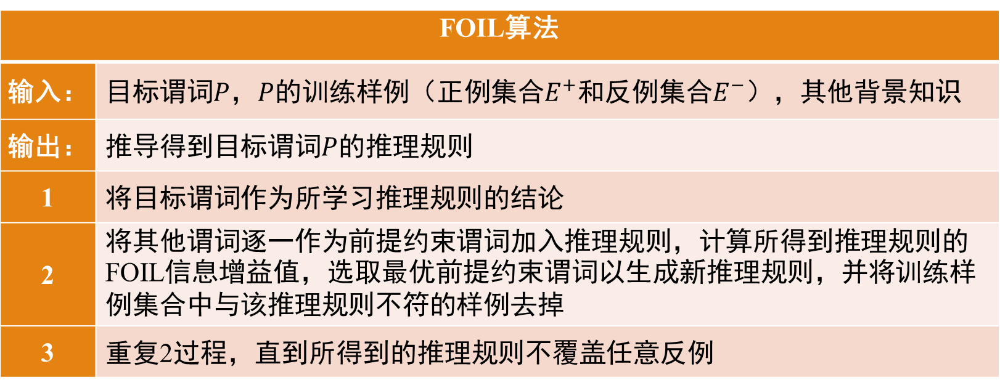 FOIL算法
输入： 目标谓词P，P的训练样例（正例集合E⁺和反例集合E⁻），其他背景知识
输出： 推导得到目标谓词P的推理规则
1 将目标谓词作为所学习推理规则的结论
2 将其他谓词逐一作为前提约束谓词加入推理规则，计算所得到推理规则的
FOIL信息增益值，选取最优前提约束谓词以生成新推理规则，并将训练样
例集合中与该推理规则不符的样例去掉
3 重复2过程，直到所得到的推理规则不覆盖任意反例